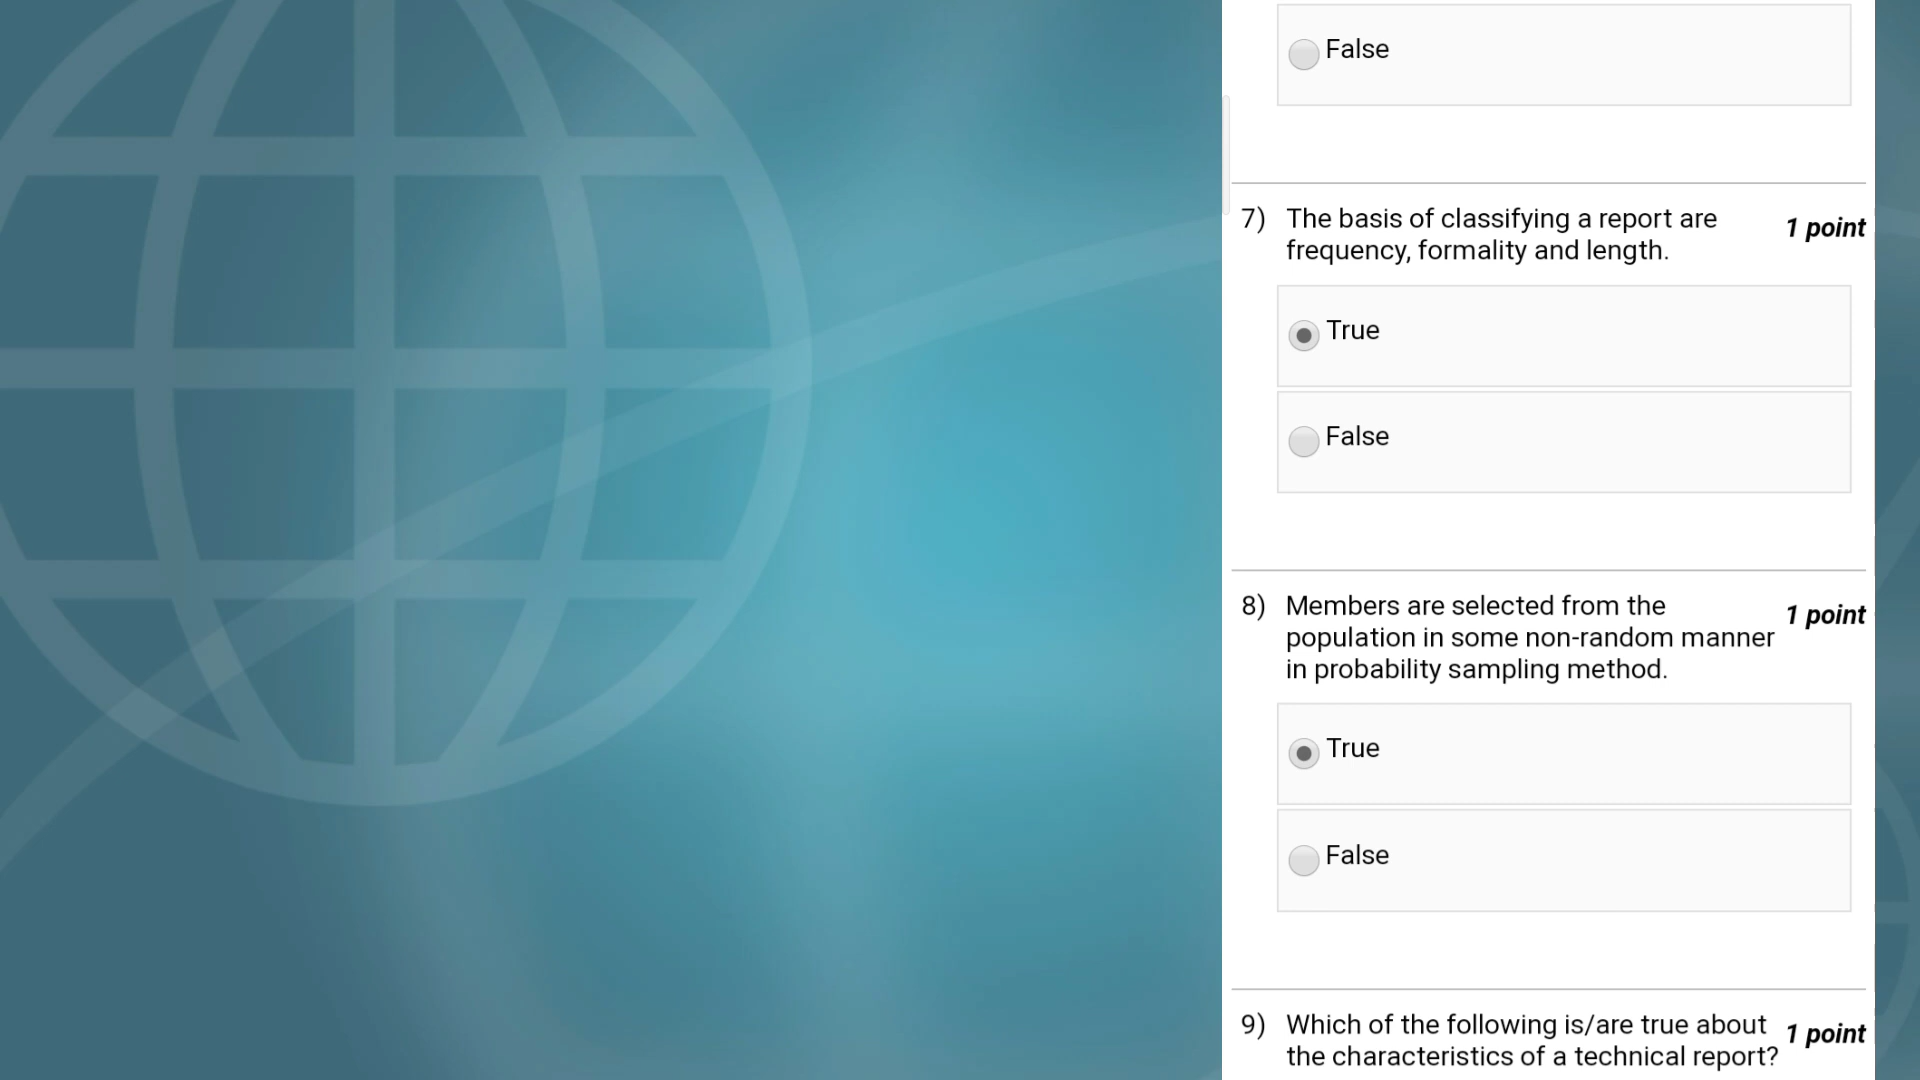 False
7) The basis of classifying a report are 1 point
frequency, formality and length.
True
False
8) Members are selected from the 1 point
population in some non-random manner
in probability sampling method.
True
False
9) Which of the following is/are true about 1 point
the characteristics of a technical report?